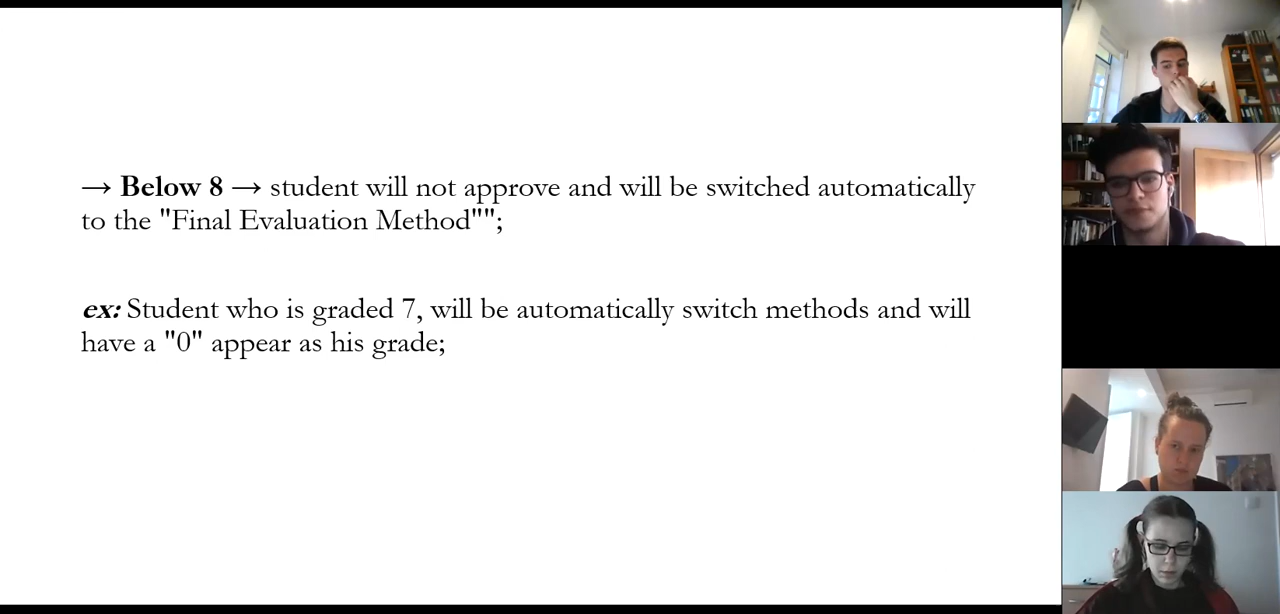 → Below 8 → student will not approve and will be switched automatically
to the "Final Evaluation Method"";
ex: Student who is graded 7, will be automatically switch methods and will
have a "0" appear as his grade;